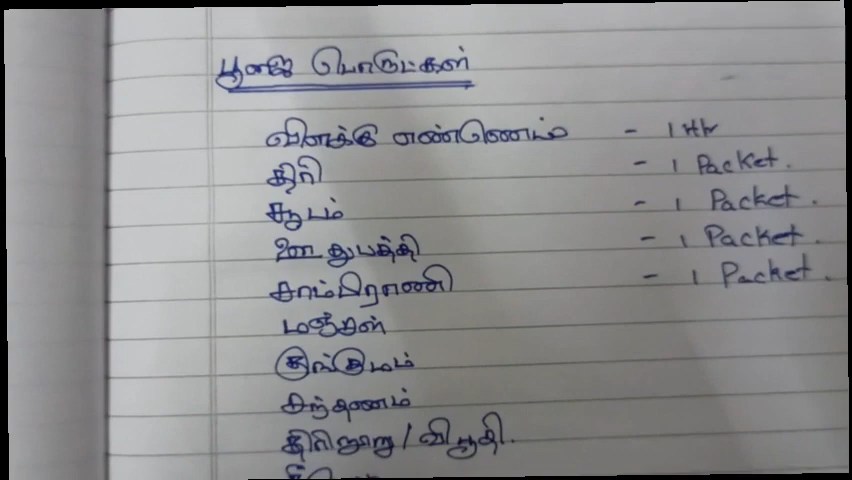 பூஜை பொருட்கள்
விளக்கு எண்ணெய் - 1 ltr
திரி - 1 Packet.
சூடம் - 1 Packet.
ஊதுபத்தி - 1 Packet.
சாம்பிராணி - 1 Packet.
மஞ்சள்
குங்குமம்
சந்தனம்
திருநூறு / விபூதி.